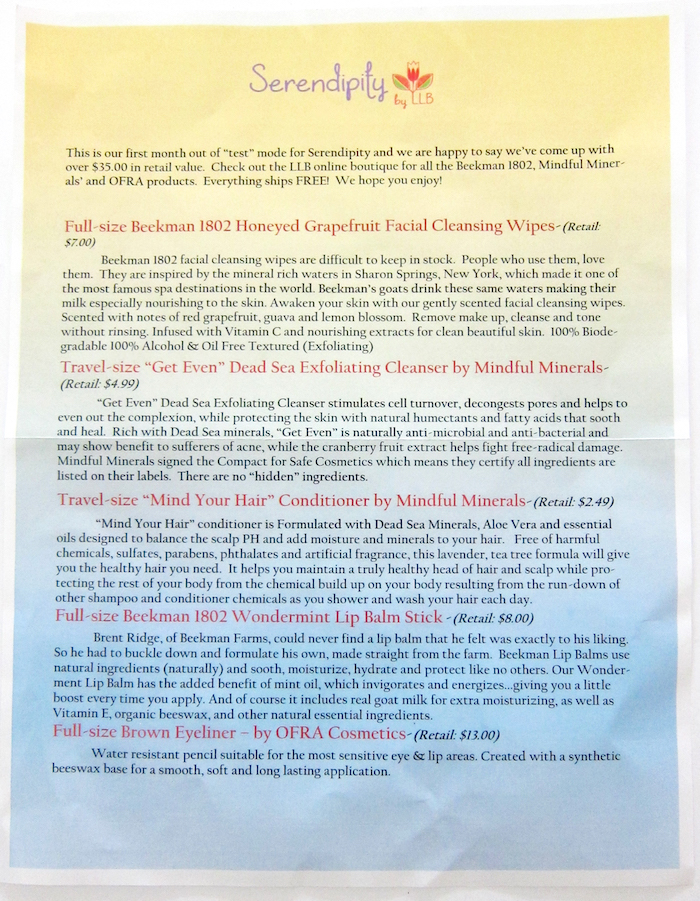 Serendipity
by LLB
This is our first month out of "test" mode for Serendipity and we are happy to say we've come up with
over $35.00 in retail value. Check out the LLB online boutique for all the Beekman 1802, Mindful Miner-
als' and OFRA products. Everything ships FREE! We hope you enjoy!
Full-size Beekman 1802 Honeyed Grapefruit Facial Cleansing Wipes-(Retail:
$7.00)
Beekman 1802 facial cleansing wipes are difficult to keep in stock. People who use them, love
them. They are inspired by the mineral rich waters in Sharon Springs, New York, which made it one of
the most famous spa destinations in the world. Beekman's goats drink these same waters making their
milk especially nourishing to the skin. Awaken your skin with our gently scented facial cleansing wipes.
Scented with notes of red grapefruit, guava and lemon blossom. Remove make up, cleanse and tone
without rinsing. Infused with Vitamin C and nourishing extracts for clean beautiful skin. 100% Biode-
gradable 100% Alcohol & Oil Free Textured (Exfoliating)
Travel-size "Get Even" Dead Sea Exfoliating Cleanser by Mindful Minerals-
(Retail: $4.99)
"Get Even" Dead Sea Exfoliating Cleanser stimulates cell turnover, decongests pores and helps to
even out the complexion, while protecting the skin with natural humectants and fatty acids that sooth
and heal. Rich with Dead Sea minerals, "Get Even" is naturally anti-microbial and anti-bacterial and
may show benefit to sufferers of acne, while the cranberry fruit extract helps fight free-radical damage.
Mindful Minerals signed the Compact for Safe Cosmetics which means they certify all ingredients are
listed on their labels. There are no "hidden" ingredients.
Travel-size "Mind Your Hair" Conditioner by Mindful Minerals-(Retail: $2.49)
"Mind Your Hair" conditioner is Formulated with Dead Sea Minerals, Aloe Vera and essential
oils designed to balance the scalp PH and add moisture and minerals to your hair. Free of harmful
chemicals, sulfates, parabens, phthalates and artificial fragrance, this lavender, tea tree formula will give
you the healthy hair you need. It helps you maintain a truly healthy head of hair and scalp while pro-
tecting the rest of your body from the chemical build up on your body resulting from the run-down of
other shampoo and conditioner chemicals as you shower and wash your hair each day.
Full-size Beekman 1802 Wondermint Lip Balm Stick -(Retail: $8.00)
Brent Ridge, of Beekman Farms, could never find a lip balm that he felt was exactly to his liking.
So he had to buckle down and formulate his own, made straight from the farm. Beekman Lip Balms use
natural ingredients (naturally) and sooth, moisturize, hydrate and protect like no others. Our Wonder-
ment Lip Balm has the added benefit of mint oil, which invigorates and energizes...giving you a little
boost every time you apply. And of course it includes real goat milk for extra moisturizing, as well as
Vitamin E, organic beeswax, and other natural essential ingredients.
Full-size Brown Eyeliner – by OFRA Cosmetics-(Retail: $13.00)
Water resistant pencil suitable for the most sensitive eye & lip areas. Created with a synthetic
beeswax base for a smooth, soft and long lasting application.